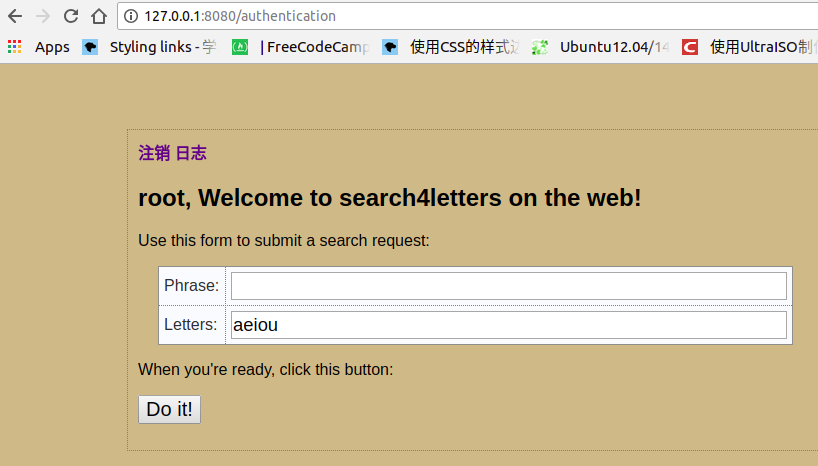 127.0.0.1:8080/authentication
Apps Styling links - 学 | FreeCodeCamp 使用CSS的样式 Ubuntu12.04/14 使用UltraISO制
注销 日志
root, Welcome to search4letters on the web!
Use this form to submit a search request:
Phrase:
Letters: aeiou
When you're ready, click this button:
Do it!